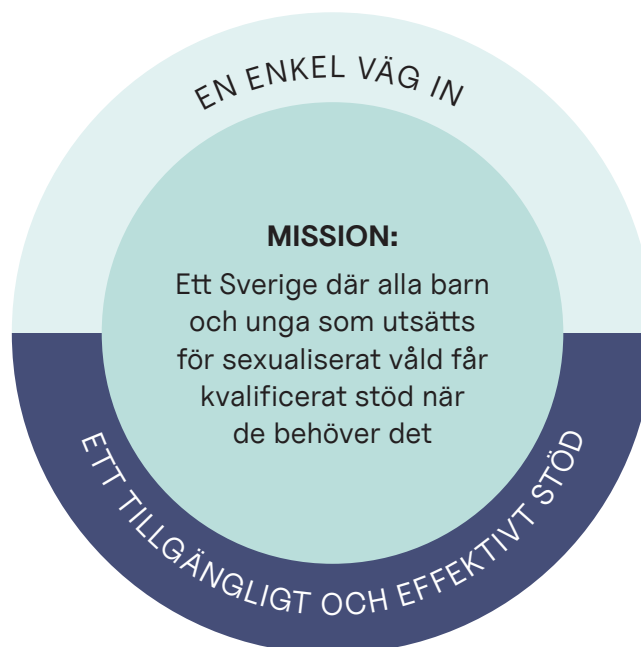 EN ENKEL VÄG IN
MISSION:
Ett Sverige där alla barn
och unga som utsätts
för sexualiserat våld får
kvalificerat stöd när
de behöver det
ETT TILLGÄNGLIGT OCH EFFEKTIVT STÖD